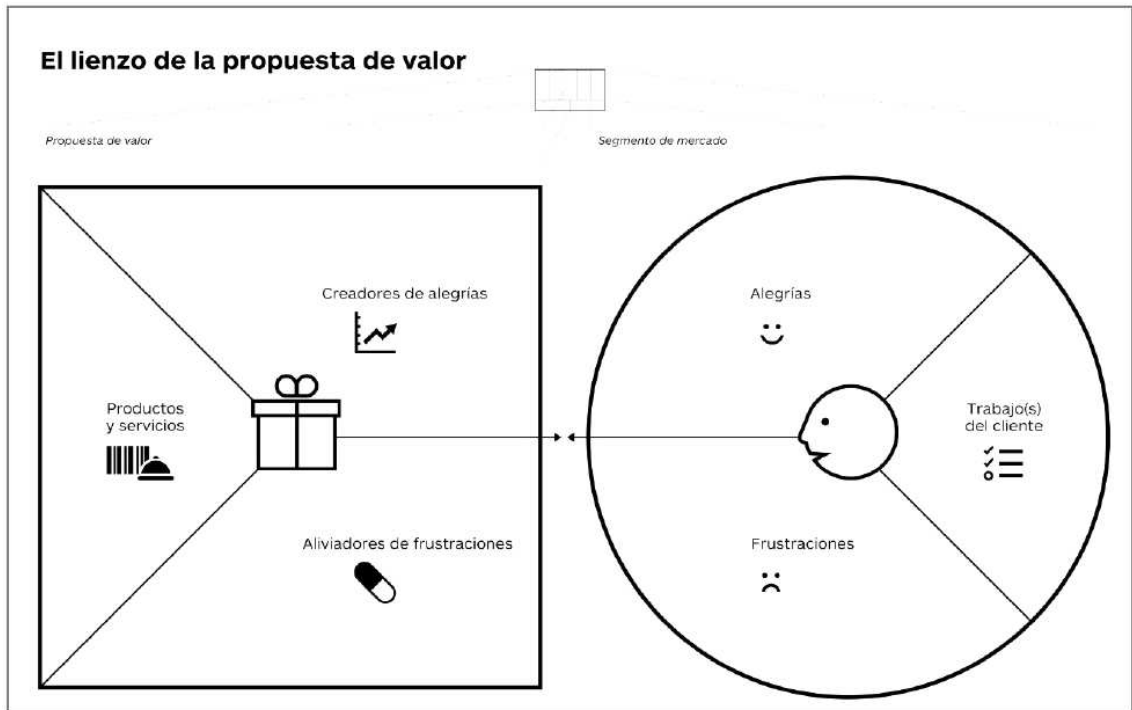 El lienzo de la propuesta de valor
Propuesta de valor
Segmento de mercado
Creadores de alegrías
Productos
y servicios
Aliviadores de frustraciones
Alegrías
Trabajo(s)
del cliente
Frustraciones